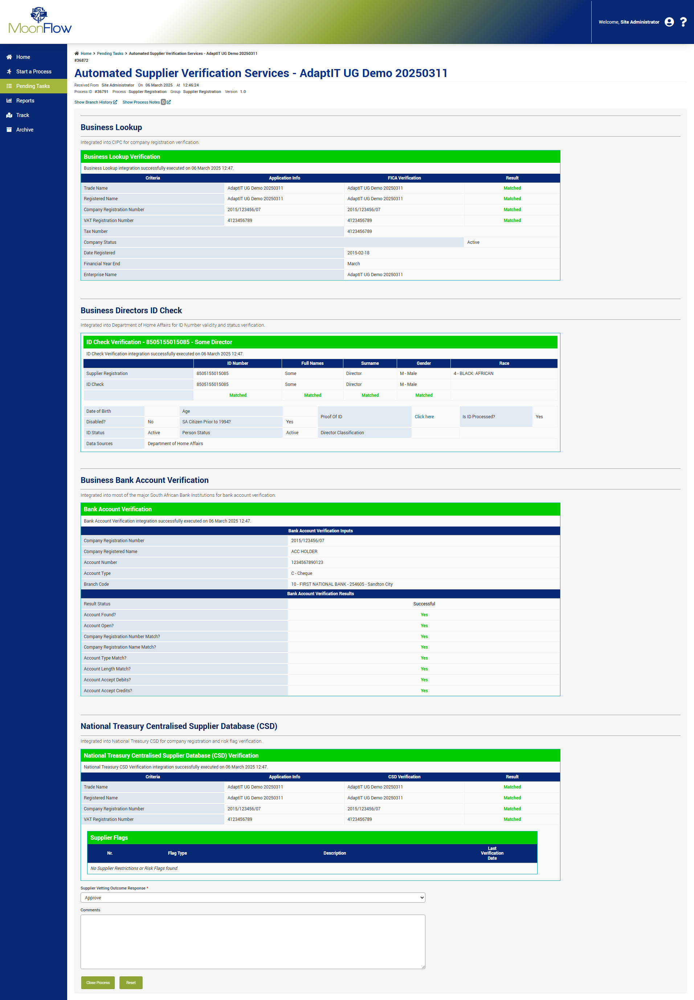 MoonFlow
Welcome, Site Administrator
Home
Start a Process
Pending Tasks
Reports
Track
Archive
Home > Pending Tasks > Automated Supplier Verification Services - AdaptIT UG Demo 20250311
#36872
Automated Supplier Verification Services - AdaptIT UG Demo 20250311
Received From Site Administrator On 06 March 2025 At 12:46:24
Process ID #36791 Process Supplier Registration Group Supplier Registration Version 1.0
Show Branch History Show Process Notes 0
Business Lookup
Integrated into CIPC for company registration verification.
Business Lookup Verification
Business Lookup integration successfully executed on 06 March 2025 12:47.
Criteria Application Info FICA Verification Result
Trade Name AdaptIT UG Demo 20250311 AdaptIT UG Demo 20250311 Matched
Registered Name AdaptIT UG Demo 20250311 AdaptIT UG Demo 20250311 Matched
Company Registration Number 2015/123456/07 2015/123456/07 Matched
VAT Registration Number 4123456789 4123456789 Matched
Tax Number 4123456789
Company Status Active
Date Registered 2015-02-18
Financial Year End March
Enterprise Name AdaptIT UG Demo 20250311
Business Directors ID Check
Integrated into Department of Home Affairs for ID Number validity and status verification.
ID Check Verification - 8505155015085 - Some Director
ID Check Verification integration successfully executed on 06 March 2025 12:47.
ID Number Full Names Surname Gender Race
Supplier Registration 8505155015085 Some Director M - Male 4 - BLACK: AFRICAN
ID Check 8505155015085 Some Director M - Male
Matched Matched Matched Matched
Date of Birth Age
Proof Of ID Click here Is ID Processed? Yes
Disabled? No SA Citizen Prior to 1994? Yes
ID Status Active Person Status Active Director Classification
Data Sources Department of Home Affairs
Business Bank Account Verification
Integrated into most of the major South African Bank Institutions for bank account verification.
Bank Account Verification
Bank Account Verification integration successfully executed on 06 March 2025 12:47.
Bank Account Verification Inputs
Company Registration Number 2015/123456/07
Company Registered Name ACC HOLDER
Account Number 1234567890123
Account Type C - Cheque
Branch Code 10 - FIRST NATIONAL BANK - 254605 - Sandton City
Bank Account Verification Results
Result Status Successful
Account Found? Yes
Account Open? Yes
Company Registration Number Match? Yes
Company Registration Name Match? Yes
Account Type Match? Yes
Account Length Match? Yes
Account Accept Debits? Yes
Account Accept Credits? Yes
National Treasury Centralised Supplier Database (CSD)
Integrated into National Treasury CSD for company registration and risk flag verification.
National Treasury Centralised Supplier Database (CSD) Verification
National Treasury CSD Verification integration successfully executed on 06 March 2025 12:47.
Criteria Application Info CSD Verification Result
Trade Name AdaptIT UG Demo 20250311 AdaptIT UG Demo 20250311 Matched
Registered Name AdaptIT UG Demo 20250311 AdaptIT UG Demo 20250311 Matched
Company Registration Number 2015/123456/07 2015/123456/07 Matched
VAT Registration Number 4123456789 4123456789 Matched
Supplier Flags
Nr. Flag Type Description Last Verification Date
No Supplier Restrictions or Risk Flags found.
Supplier Vetting Outcome Response *
Approve
Comments
Close Process Reset